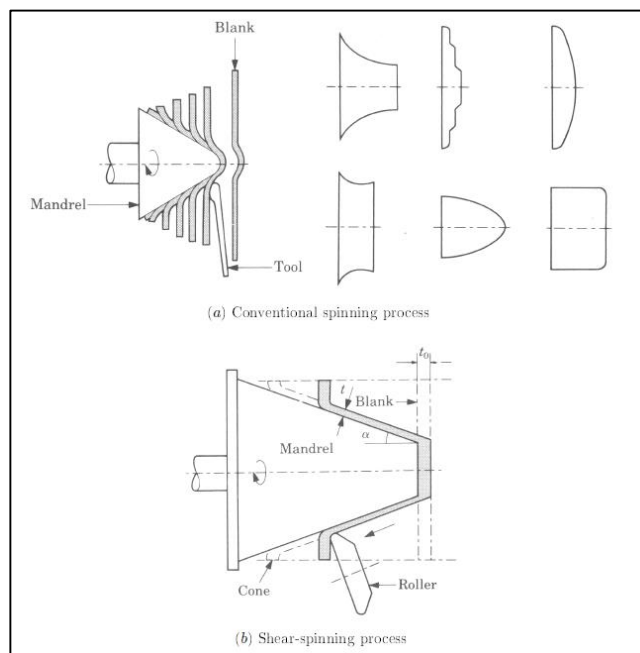 Blank
Mandrel
Tool
(a) Conventional spinning process
t₀
t
Blank
Mandrel
α
Cone
Roller
(b) Shear-spinning process